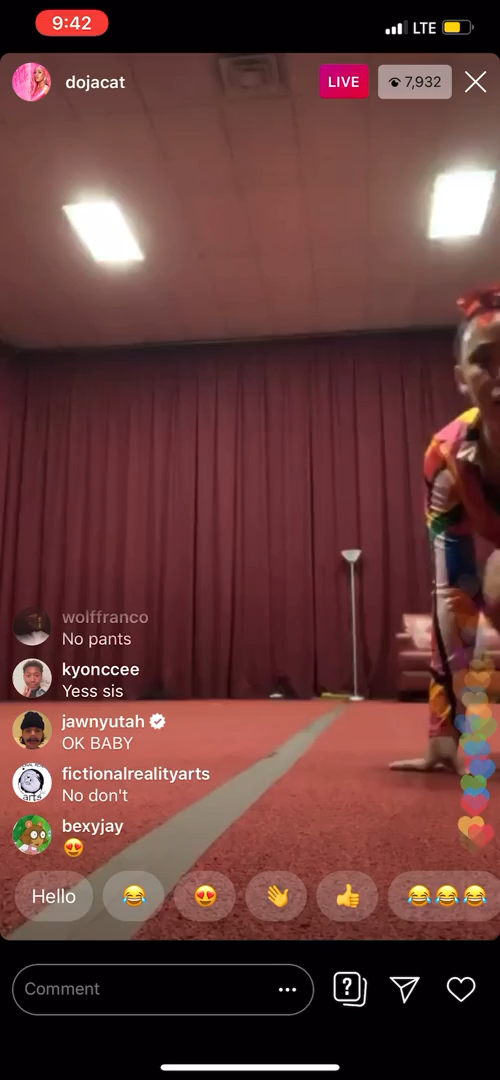 9:42
LTE
dojacat
LIVE
7,932
wolffranco
No pants
kyonccee
Yess sis
jawnyutah
OK BABY
fictionalrealityarts
No don't
bexyjay
😍
Hello 😂 😍 👋 👍 😂😂😂
Comment